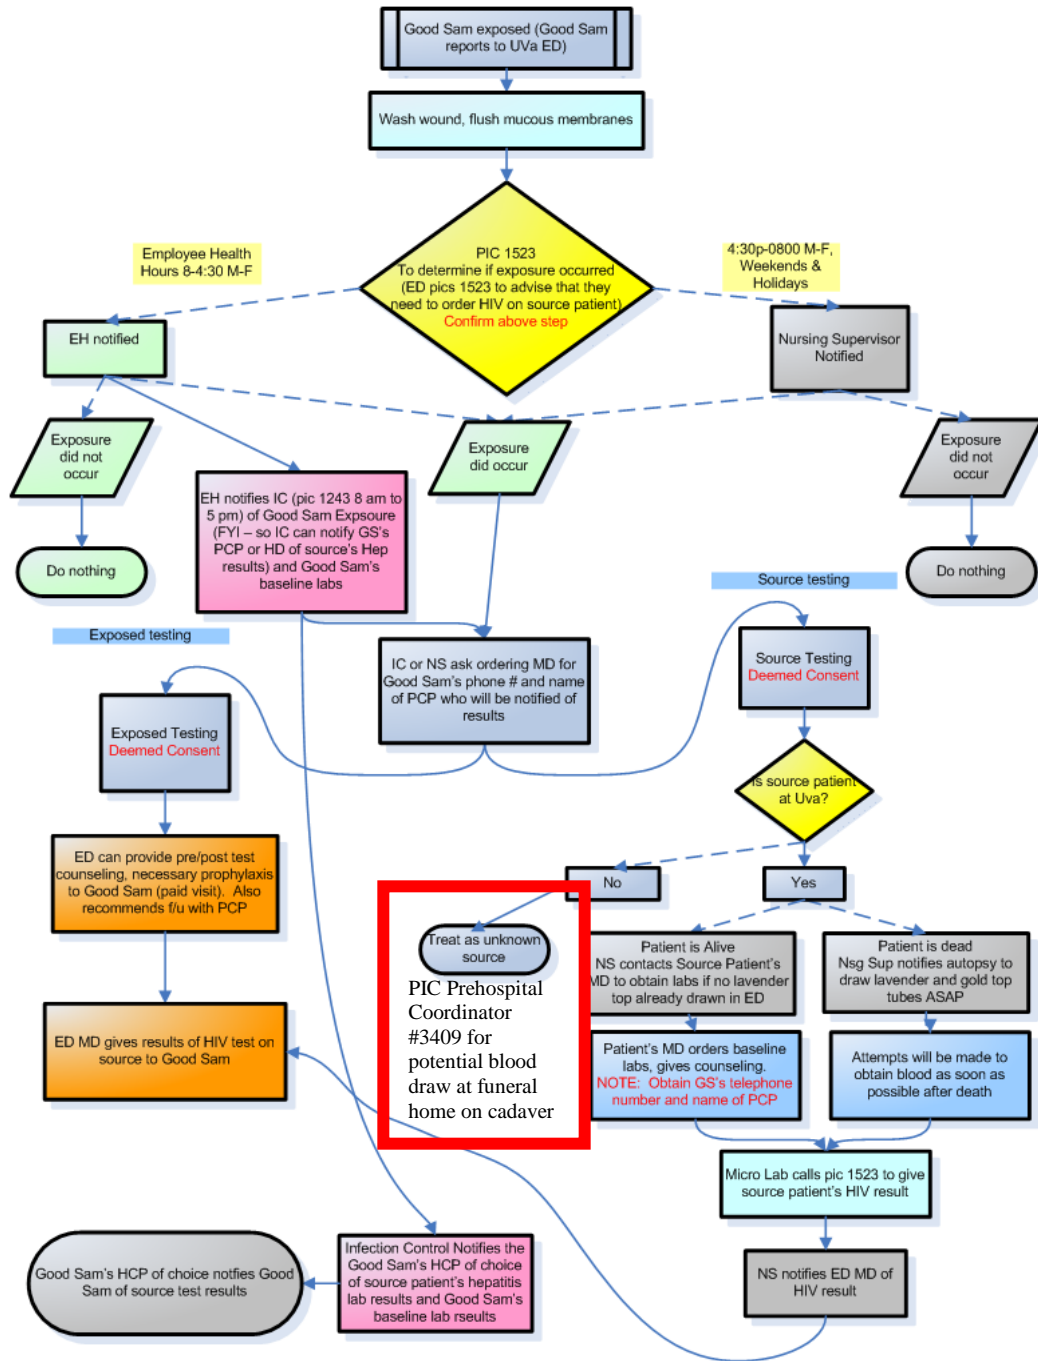 Good Sam exposed (Good Sam
reports to UVa ED)
Wash wound, flush mucous membranes
Employee Health
Hours 8-4:30 M-F
PIC 1523
To determine if exposure occurred
(ED pics 1523 to advise that they
need to order HIV on source patient)
Confirm above step
4:30p-0800 M-F,
Weekends &
Holidays
EH notified
Nursing Supervisor
Notified
Exposure
did not
occur
Exposure
did occur
Exposure
did not
occur
EH notifies IC (pic 1243 8 am to
5 pm) of Good Sam Expsoure
(FYI – so IC can notify GS's
PCP or HD of source's Hep
results) and Good Sam's
baseline labs
Do nothing
Do nothing
Source testing
Exposed testing
IC or NS ask ordering MD for
Good Sam's phone # and name
of PCP who will be notified of
results
Source Testing
Deemed Consent
Exposed Testing
Deemed Consent
Is source patient
at Uva?
ED can provide pre/post test
counseling, necessary prophylaxis
to Good Sam (paid visit). Also
recommends f/u with PCP
No
Yes
Treat as unknown
source
PIC Prehospital
Coordinator
#3409 for
potential blood
draw at funeral
home on cadaver
Patient is Alive
NS contacts Source Patient's
MD to obtain labs if no lavender
top already drawn in ED
Patient is dead
Nsg Sup notifies autopsy to
draw lavender and gold top
tubes ASAP
ED MD gives results of HIV test on
source to Good Sam
Patient's MD orders baseline
labs, gives counseling.
NOTE: Obtain GS's telephone
number and name of PCP
Attempts will be made to
obtain blood as soon as
possible after death
Micro Lab calls pic 1523 to give
source patient's HIV result
Good Sam's HCP of choice notfies Good
Sam of source test results
Infection Control Notifies the
Good Sam's HCP of choice
of source patient's hepatitis
lab results and Good Sam's
baseline lab rseults
NS notifies ED MD of
HIV result